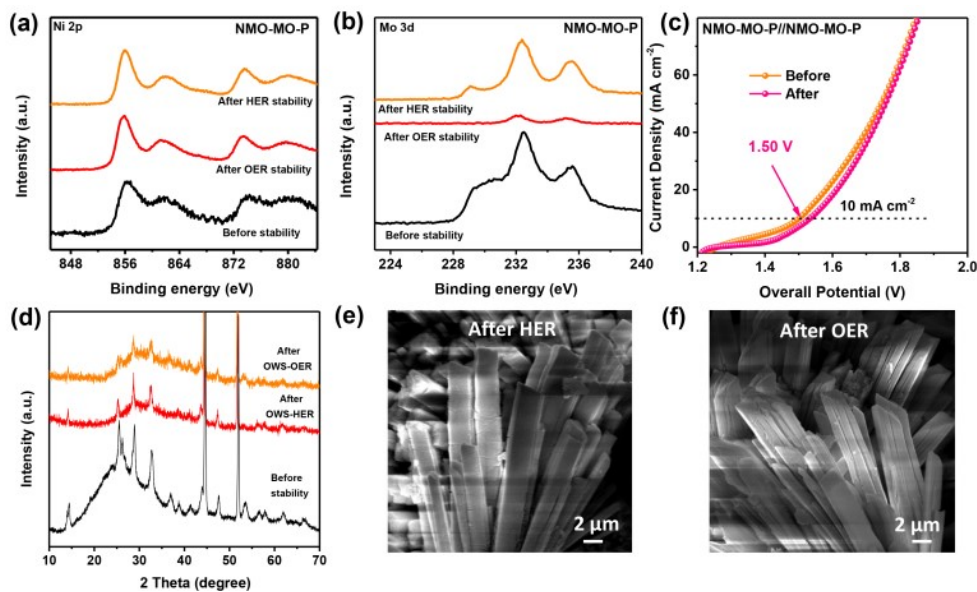 (a)
Ni 2p
NMO-MO-P
After HER stability
After OER stability
Before stability
Intensity (a.u.)
848 856 864 872 880
Binding energy (eV)
(b)
Mo 3d
NMO-MO-P
After HER stability
After OER stability
Before stability
Intensity (a.u.)
224 228 232 236 240
Binding energy (eV)
(c)
NMO-MO-P//NMO-MO-P
Before
After
1.50 V
10 mA cm⁻²
Current Density (mA cm⁻²)
60
40
20
0
1.2 1.4 1.6 1.8 2.0
Overall Potential (V)
(d)
After
OWS-OER
After
OWS-HER
Before
stability
Intensity (a.u.)
10 20 30 40 50 60 70
2 Theta (degree)
(e)
After HER
2 μm
(f)
After OER
2 μm